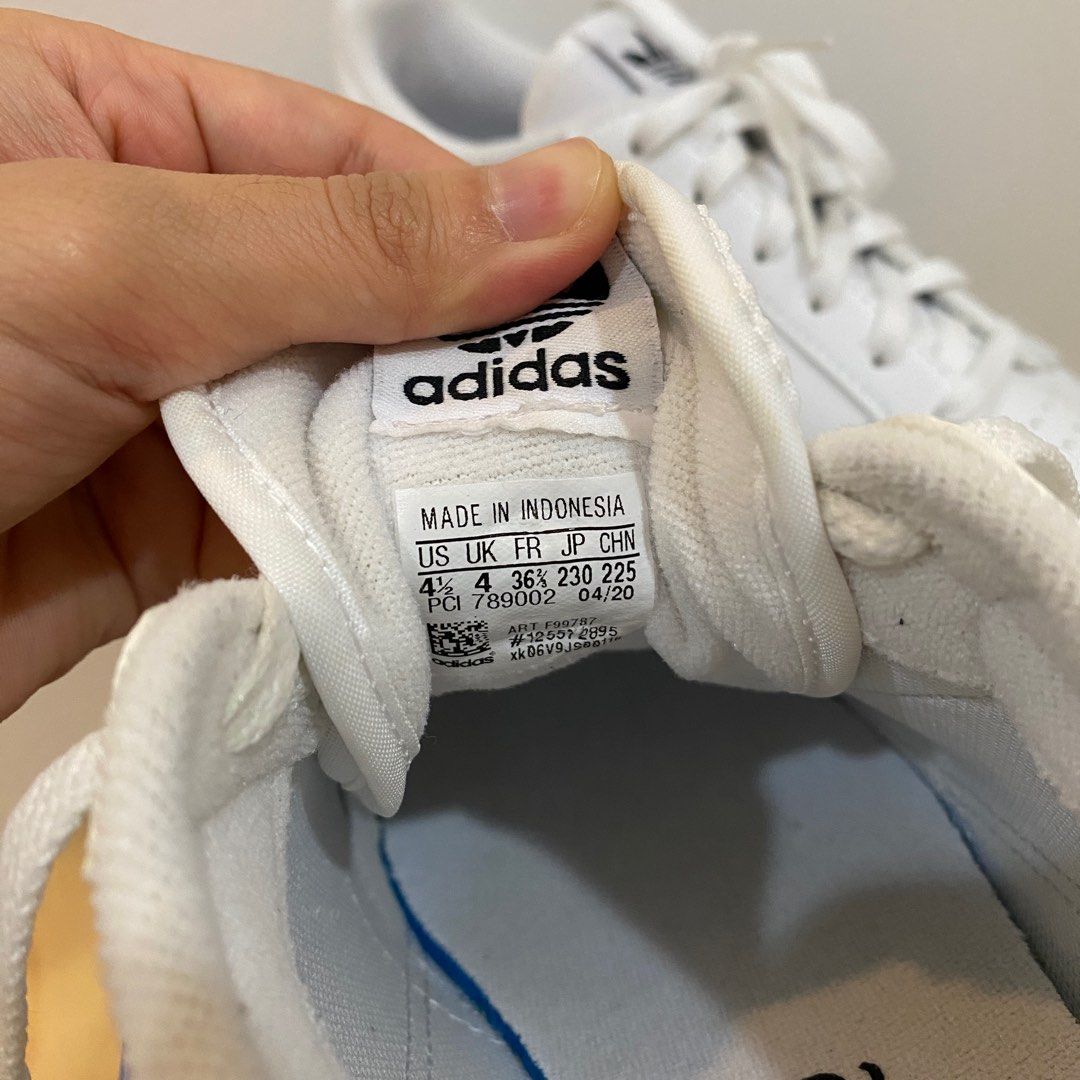 adidas
MADE IN INDONESIA
US UK FR JP CHN
4½ 4 36⅔ 230 225
PCI 789002 04/20
ART F99787
#125572895
adidas